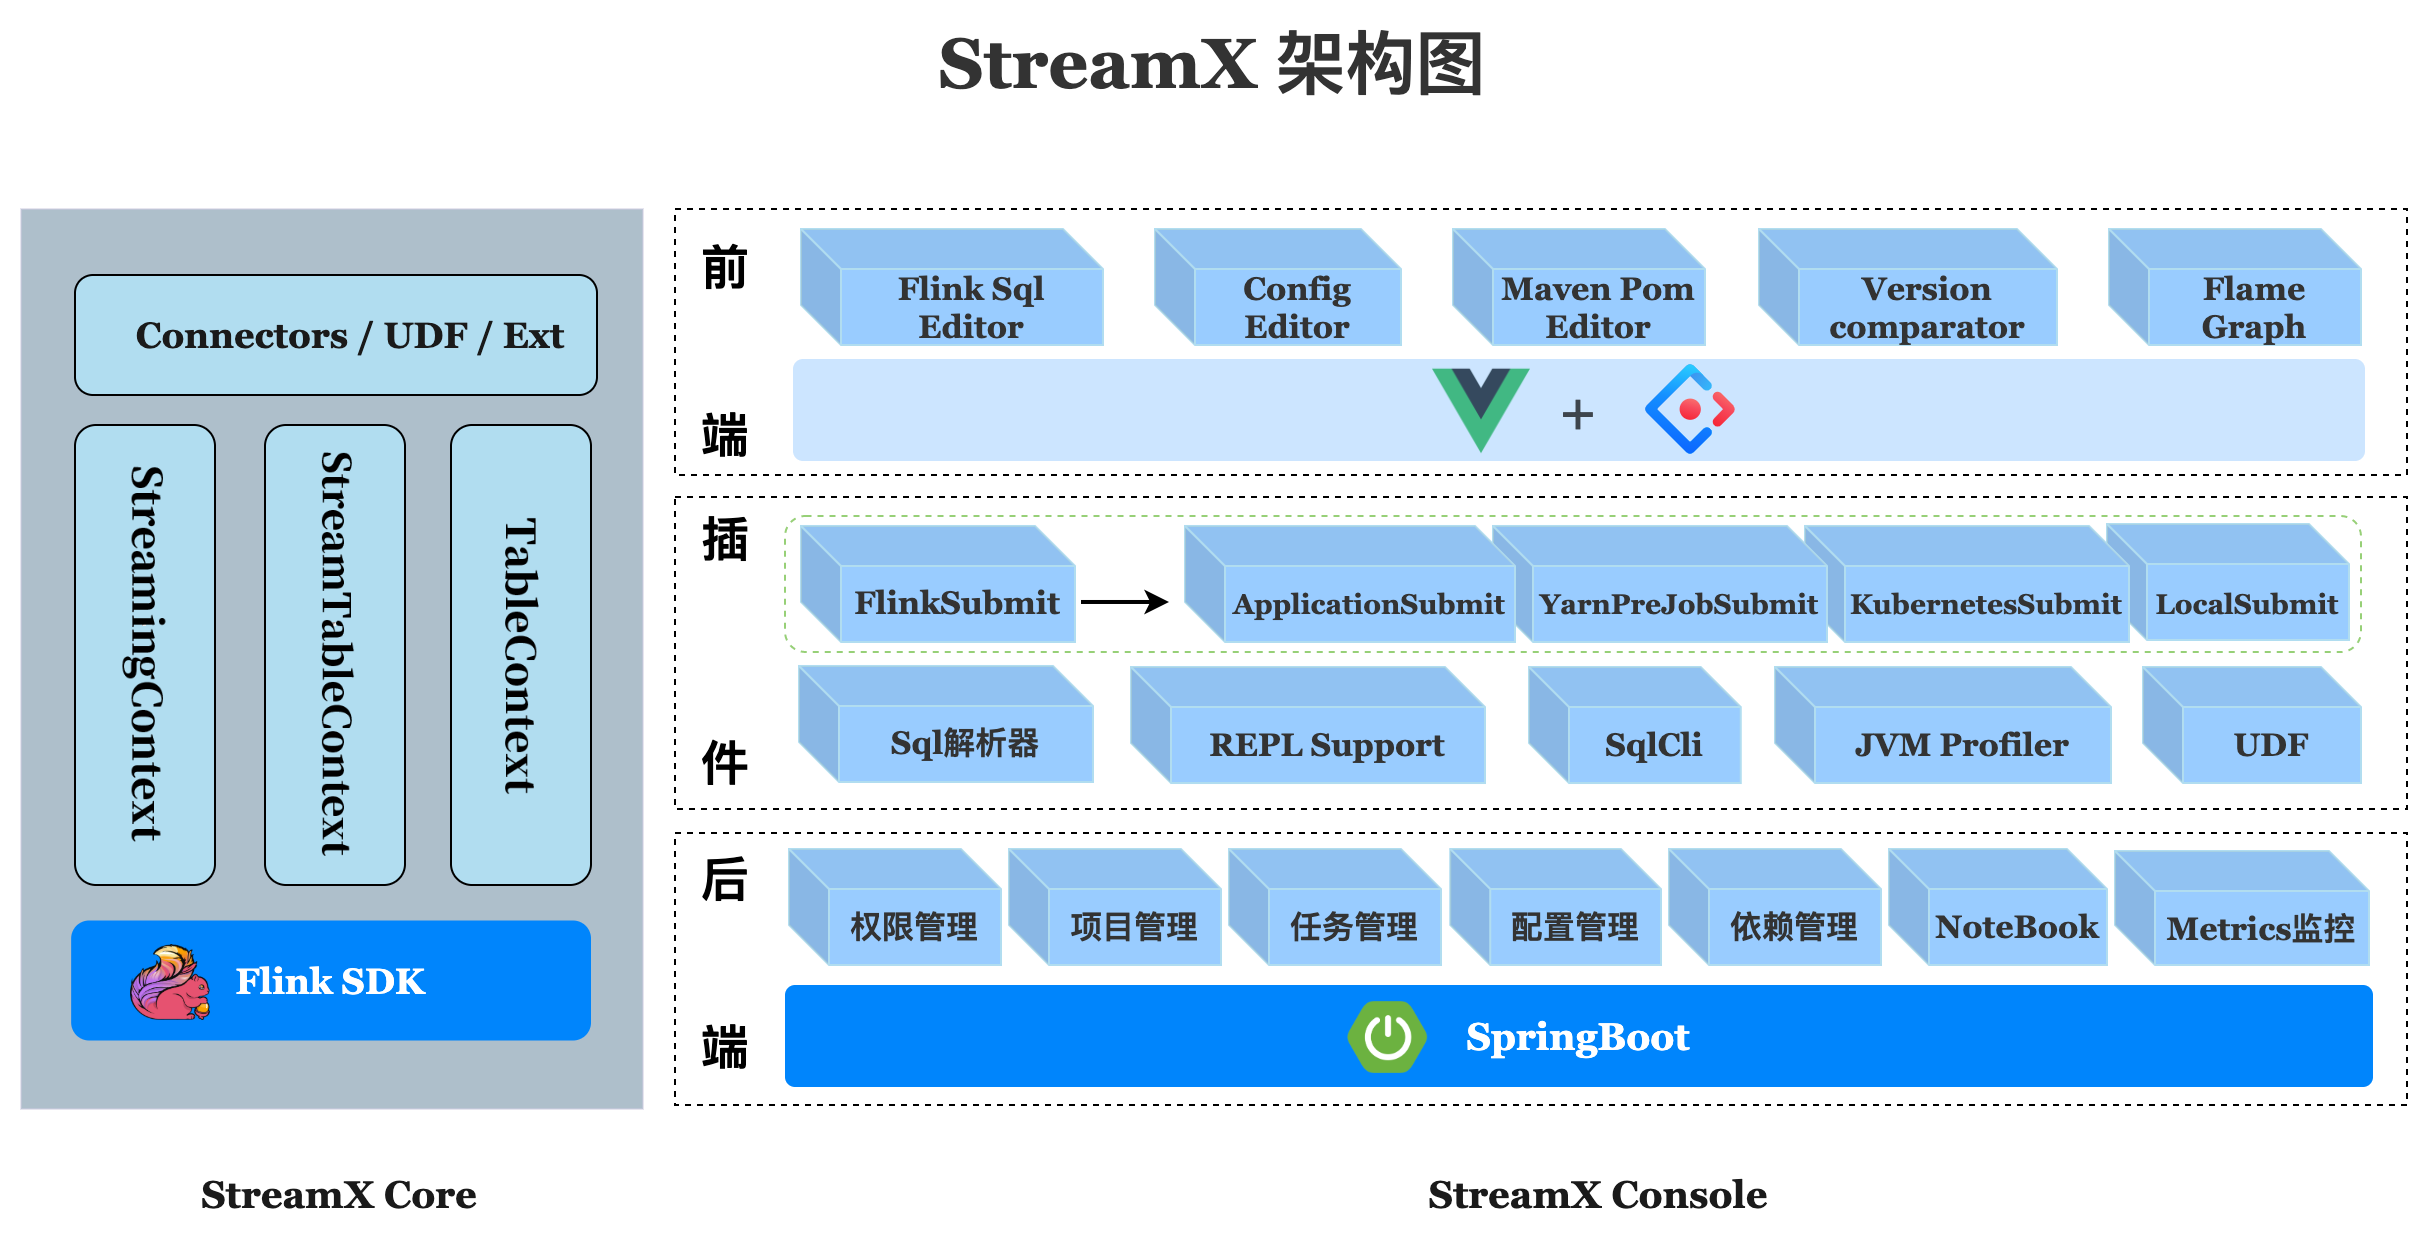 StreamX 架构图
Connectors / UDF / Ext
StreamingContext
StreamTableContext
TableContext
Flink SDK
StreamX Core
前
端
Flink Sql
Editor
Config
Editor
Maven Pom
Editor
Version
comparator
Flame
Graph
+
插
件
FlinkSubmit
ApplicationSubmit
YarnPreJobSubmit
KubernetesSubmit
LocalSubmit
Sql解析器
REPL Support
SqlCli
JVM Profiler
UDF
后
端
权限管理
项目管理
任务管理
配置管理
依赖管理
NoteBook
Metrics监控
SpringBoot
StreamX Console